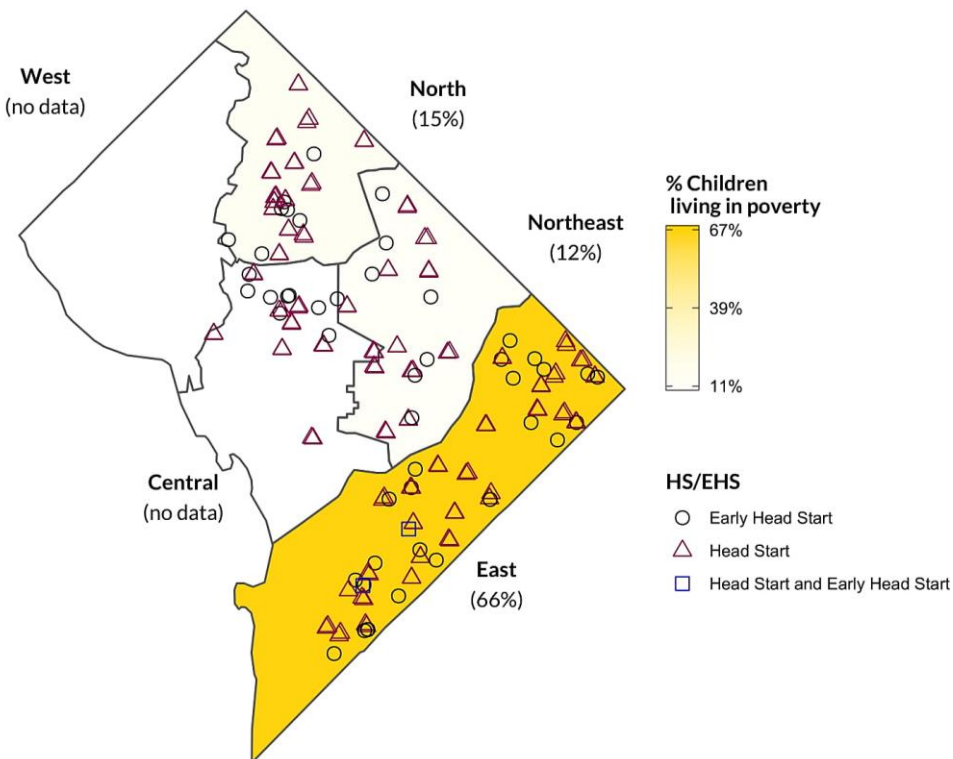 West
(no data)
North
(15%)
Northeast
(12%)
Central
(no data)
East
(66%)
% Children
living in poverty
67%
39%
11%
HS/EHS
Early Head Start
Head Start
Head Start and Early Head Start